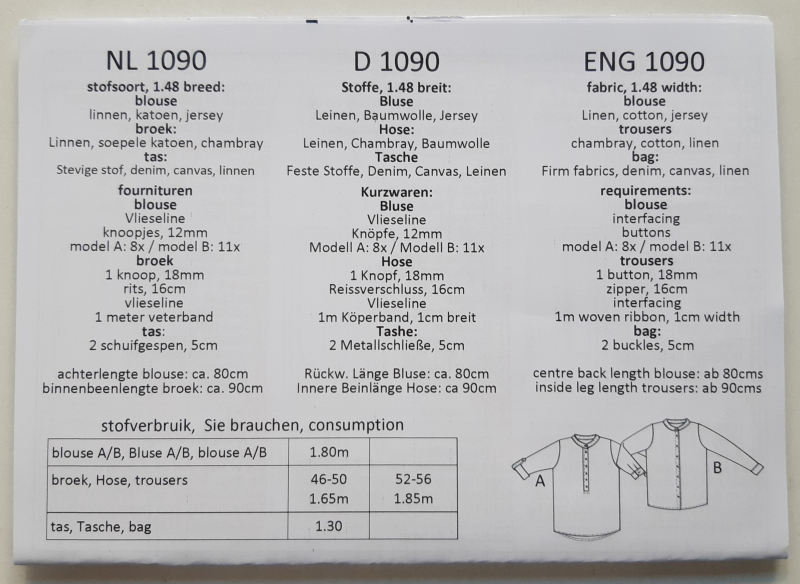 NL 1090
stofsoort, 1.48 breed:
blouse
linnen, katoen, jersey
broek:
Linnen, soepele katoen, chambray
tas:
Stevige stof, denim, canvas, linnen
fournituren
blouse
Vlieseline
knoopjes, 12mm
model A: 8x / model B: 11x
broek
1 knoop, 18mm
rits, 16cm
vlieseline
1 meter veterband
tas:
2 schuifgespen, 5cm
achterlengte blouse: ca. 80cm
binnenbeenlengte broek: ca. 90cm
D 1090
Stoffe, 1.48 breit:
Bluse
Leinen, Baumwolle, Jersey
Hose:
Leinen, Chambray, Baumwolle
Tasche
Feste Stoffe, Denim, Canvas, Leinen
Kurzwaren:
Bluse
Vlieseline
Knöpfe, 12mm
Modell A: 8x / Modell B: 11x
Hose
1 Knopf, 18mm
Reissverschluss, 16cm
Vlieseline
1m Köperband, 1cm breit
Tashe:
2 Metallschließe, 5cm
Rückw. Länge Bluse: ca. 80cm
Innere Beinlänge Hose: ca 90cm
ENG 1090
fabric, 1.48 width:
blouse
Linen, cotton, jersey
trousers
chambray, cotton, linen
bag:
Firm fabrics, denim, canvas, linen
requirements:
blouse
interfacing
buttons
model A: 8x / model B: 11x
trousers
1 button, 18mm
zipper, 16cm
interfacing
1m woven ribbon, 1cm width
bag:
2 buckles, 5cm
centre back length blouse: ab 80cms
inside leg length trousers: ab 90cms
stofverbruik, Sie brauchen, consumption
blouse A/B, Bluse A/B, blouse A/B 1.80m
broek, Hose, trousers 46-50 52-56
1.65m 1.85m
tas, Tasche, bag 1.30
A
B